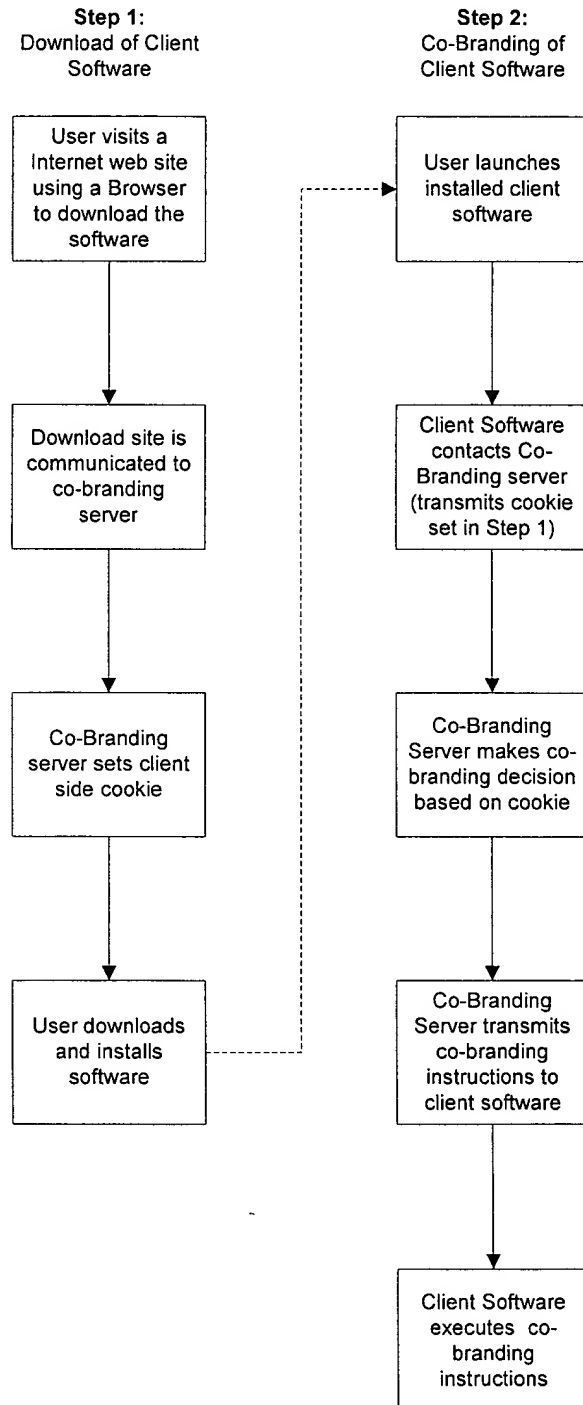 Step 1:
Download of Client
Software
User visits a
Internet web site
using a Browser
to download the
software
Download site is
communicated to
co-branding
server
Co-Branding
server sets client
side cookie
User downloads
and installs
software
Step 2:
Co-Branding of
Client Software
User launches
installed client
software
Client Software
contacts Co-
Branding server
(transmits cookie
set in Step 1)
Co-Branding
Server makes co-
branding decision
based on cookie
Co-Branding
Server transmits
co-branding
instructions to
client software
Client Software
executes co-
branding
instructions